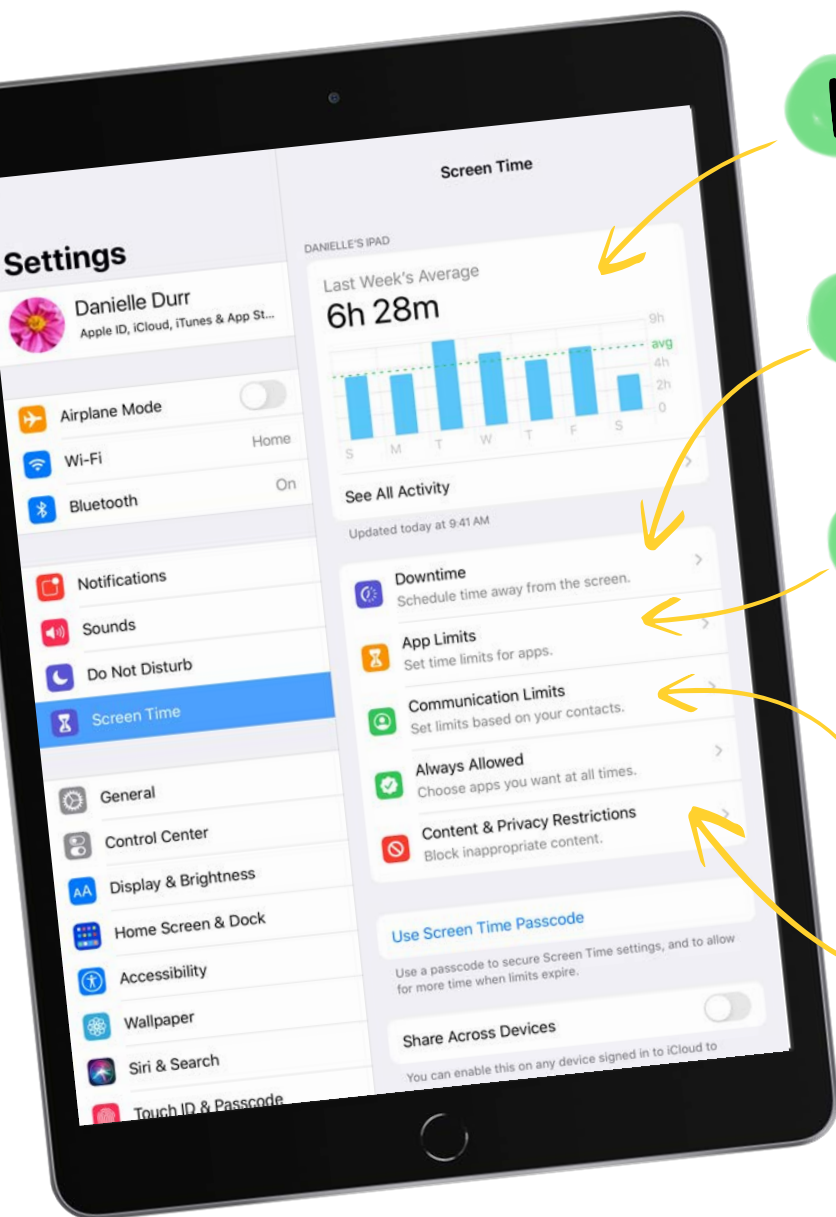 Settings
Danielle Durr
Apple ID, iCloud, iTunes & App St...
Airplane Mode
Wi-Fi
Home
Bluetooth
On
Notifications
Sounds
Do Not Disturb
Screen Time
General
Control Center
Display & Brightness
AA
Home Screen & Dock
Accessibility
Wallpaper
Siri & Search
Touch ID & Passcode
Screen Time
DANIELLE'S IPAD
Last Week's Average
6h 28m
9h
avg
4h
2h
0
S M T W T F S
See All Activity
Updated today at 9:41 AM
Downtime
Schedule time away from the screen.
App Limits
Set time limits for apps.
Communication Limits
Set limits based on your contacts.
Always Allowed
Choose apps you want at all times.
Content & Privacy Restrictions
Block inappropriate content.
Use Screen Time Passcode
Use a passcode to secure Screen Time settings, and to allow
for more time when limits expire.
Share Across Devices
You can enable this on any device signed in to iCloud to